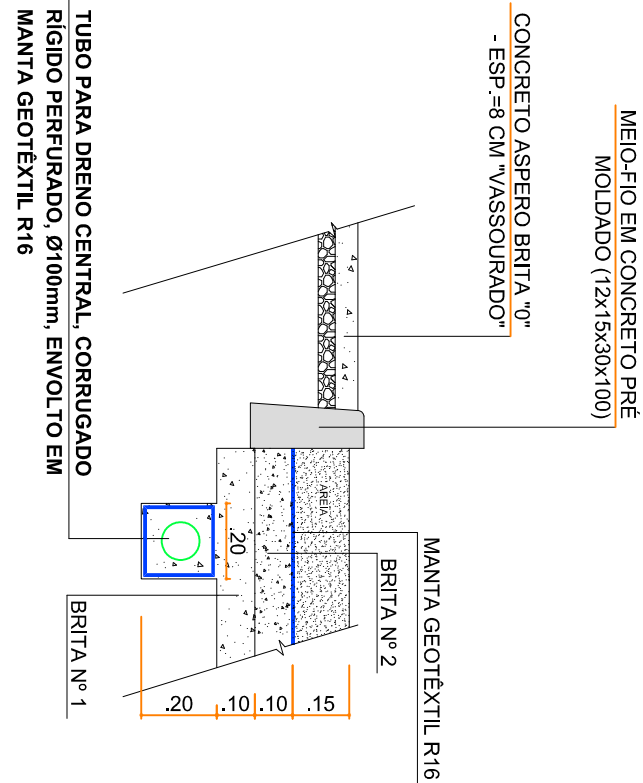 MEIO-FIO EM CONCRETO PRÉ
MOLDADO (12x15x30x100)
CONCRETO ASPERO BRITA "0"
- ESP.=8 CM "VASSOURADO"
AREIA
MANTA GEOTÊXTIL R16
BRITA Nº 2
BRITA Nº 1
.20
.20
.10
.10
.15
TUBO PARA DRENO CENTRAL, CORRUGADO
RÍGIDO PERFURADO, Ø100mm, ENVOLTO EM
MANTA GEOTÊXTIL R16